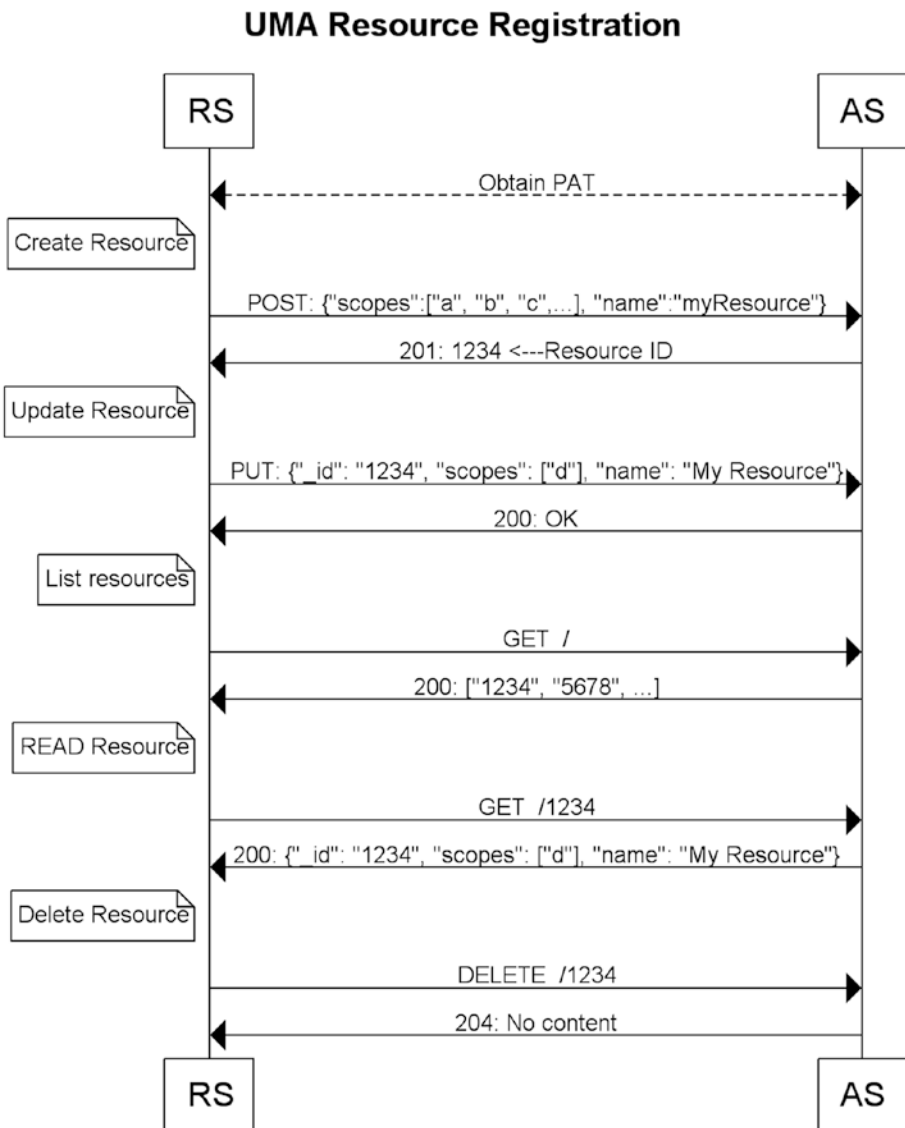 UMA Resource Registration
RS
AS
Obtain PAT
Create Resource
POST: {"scopes":["a", "b", "c",...], "name":"myResource"}
201: 1234 <---Resource ID
Update Resource
PUT: {"_id": "1234", "scopes": ["d"], "name": "My Resource"}
200: OK
List resources
GET  /
200: ["1234", "5678", ...]
READ Resource
GET  /1234
200: {"_id": "1234", "scopes": ["d"], "name": "My Resource"}
Delete Resource
DELETE  /1234
204: No content
RS
AS